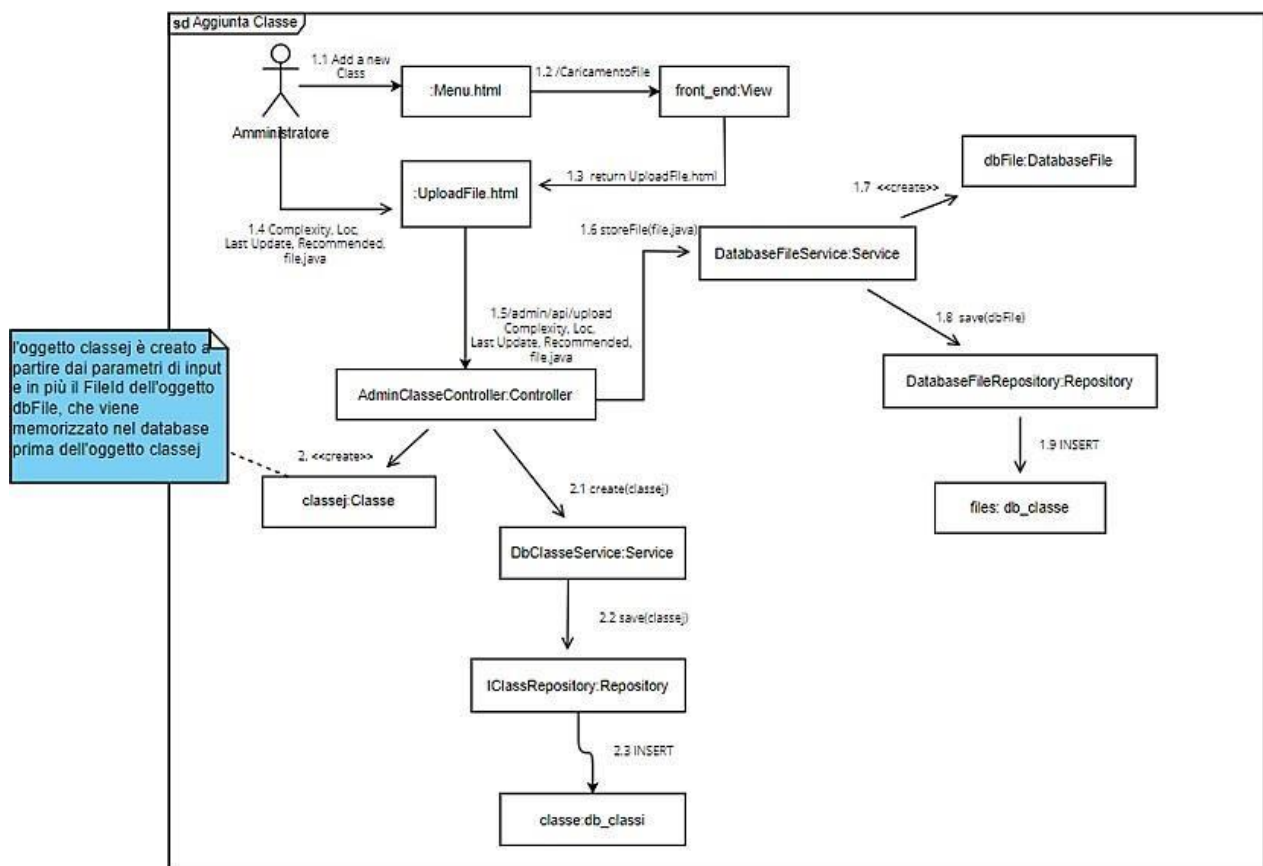 sd Aggiunta Classe
1.1 Add a new
Class
1.2 /CaricamentoFile
:Menu.html
front_end:View
Amministratore
dbFile:DatabaseFile
1.3 return UploadFile.html
1.7 <<create>>
:UploadFile.html
1.4 Complexity, Loc,
Last Update, Recommended,
file.java
1.6 storeFile(file.java)
DatabaseFileService:Service
1.5/admin/api/upload
Complexity, Loc,
Last Update, Recommended,
file.java
1.8 save(dbFile)
l'oggetto classej è creato a
partire dai parametri di input
e in più il FileId dell'oggetto
dbFile, che viene
memorizzato nel database
prima dell'oggetto classej
AdminClasseController:Controller
DatabaseFileRepository:Repository
2. <<create>>
1.9 INSERT
2.1 create(classej)
classej:Classe
files: db_classe
DbClasseService:Service
2.2 save(classej)
IClassRepository:Repository
2.3 INSERT
classe:db_classi